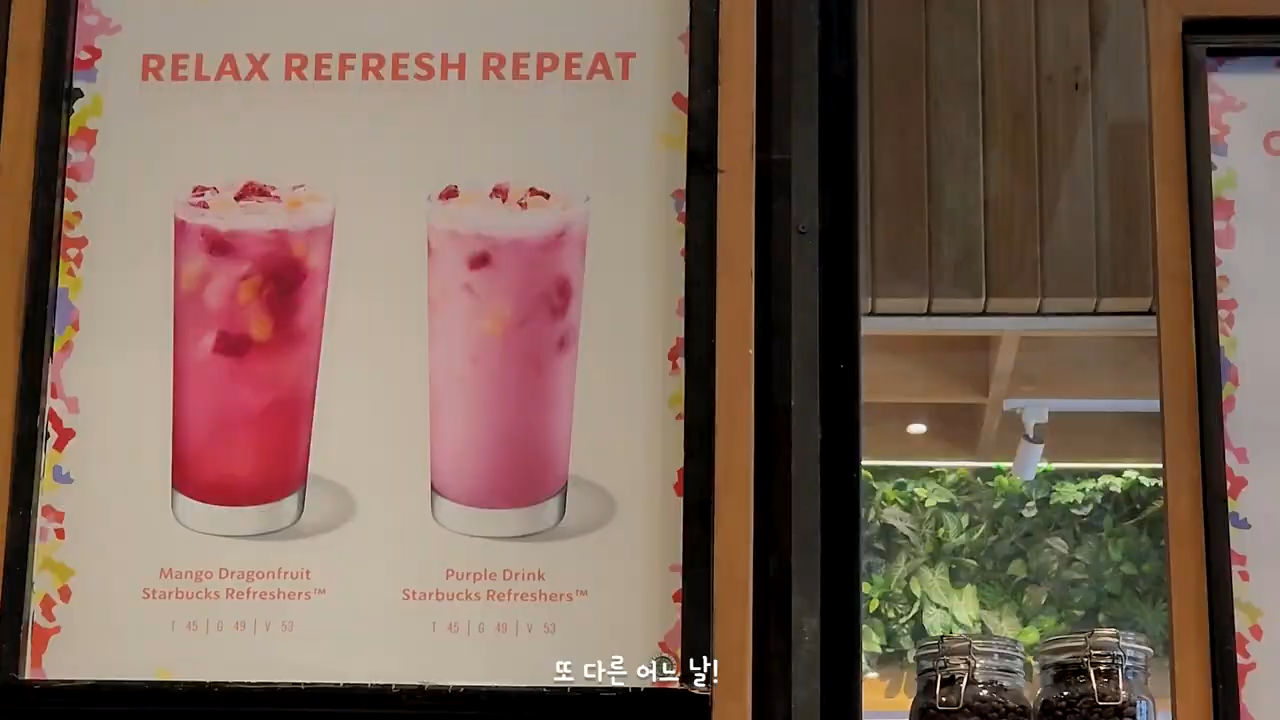 RELAX REFRESH REPEAT
Mango Dragonfruit
Starbucks Refreshers™
T 45 | G 49 | V 53
Purple Drink
Starbucks Refreshers™
T 45 | G 49 | V 53
또 다른 어느 날!